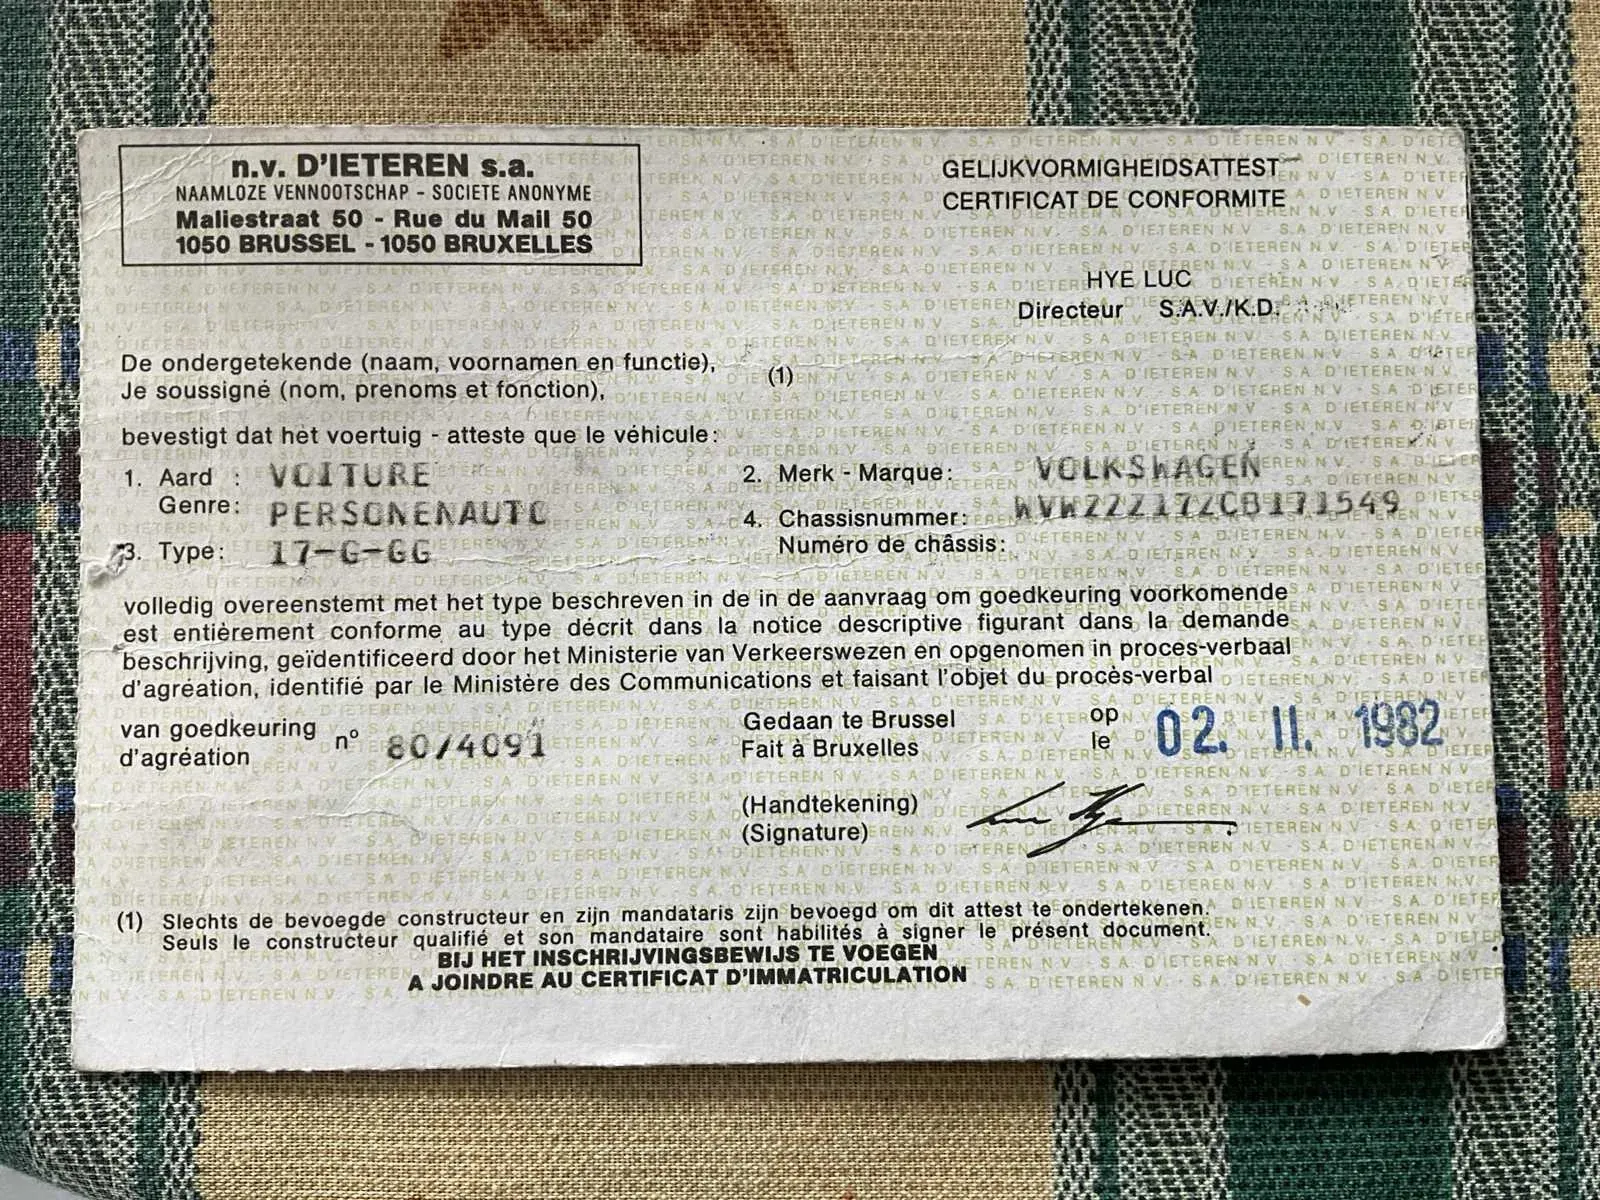 n.v. D'IETEREN s.a.
NAAMLOZE VENNOOTSCHAP - SOCIETE ANONYME
Maliestraat 50 - Rue du Mail 50
1050 BRUSSEL - 1050 BRUXELLES
GELIJKVORMIGHEIDSATTEST
CERTIFICAT DE CONFORMITE
HYE LUC
Directeur S.A.V./K.D.
De ondergetekende (naam, voornamen en functie),
Je soussigné (nom, prenoms et fonction),
(1)
bevestigt dat het voertuig - atteste que le véhicule:
1. Aard : VOITURE
Genre: PERSONENAUTO
2. Merk - Marque: VOLKSWAGEN
3. Type: 17-G-GG
4. Chassisnummer: WVWZZZ17ZCB171549
Numéro de châssis:
volledig overeenstemt met het type beschreven in de in de aanvraag om goedkeuring voorkomende
est entièrement conforme au type décrit dans la notice descriptive figurant dans la demande
beschrijving, geïdentificeerd door het Ministerie van Verkeerswezen en opgenomen in proces-verbaal
d'agréation, identifié par le Ministère des Communications et faisant l'objet du procès-verbal
van goedkeuring
d'agréation
n° 80/4091
Gedaan te Brussel
Fait à Bruxelles
op
le
02. 11. 1982
(Handtekening)
(Signature)
(1) Slechts de bevoegde constructeur en zijn mandataris zijn bevoegd om dit attest te ondertekenen.
Seuls le constructeur qualifié et son mandataire sont habilités à signer le présent document.
BIJ HET INSCHRIJVINGSBEWIJS TE VOEGEN
A JOINDRE AU CERTIFICAT D'IMMATRICULATION